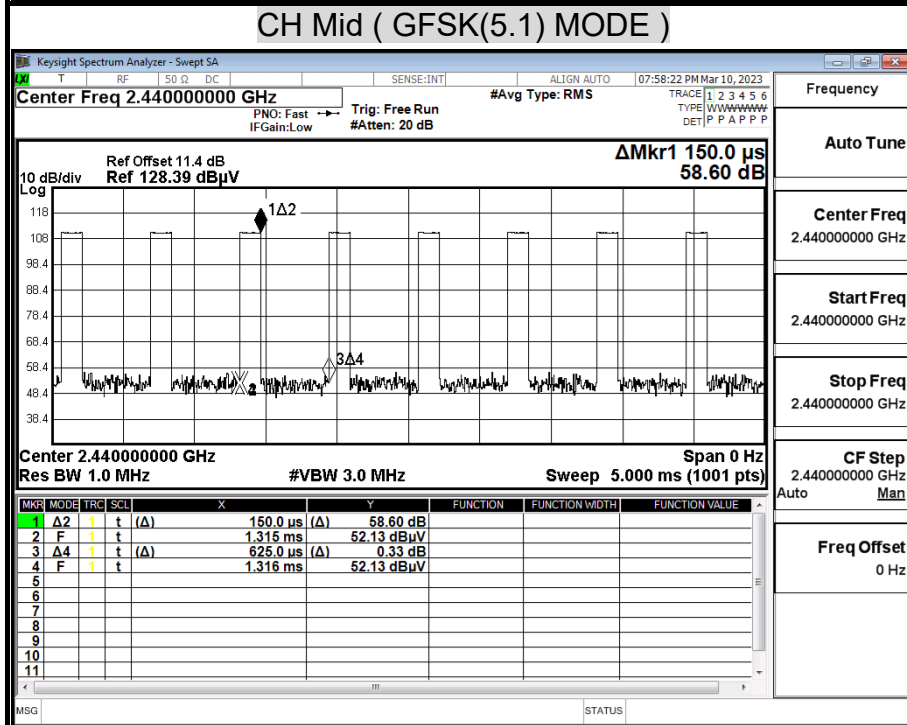 CH Mid ( GFSK(5.1) MODE )
Keysight Spectrum Analyzer - Swept SA
LXI T RF 50 Ω DC SENSE:INT ALIGN AUTO 07:58:22 PM Mar 10, 2023
Center Freq 2.440000000 GHz
PNO: Fast
IFGain:Low
Trig: Free Run
#Atten: 20 dB
#Avg Type: RMS
TRACE 1 2 3 4 5 6
TYPE WWWWWW
DET P P A P P P
ΔMkr1 150.0 µs
58.60 dB
Ref Offset 11.4 dB
10 dB/div Ref 128.39 dBµV
Log
118
108
98.4
88.4
78.4
68.4
58.4
48.4
38.4
1Δ2
3Δ4
2
Center 2.440000000 GHz Span 0 Hz
Res BW 1.0 MHz #VBW 3.0 MHz Sweep 5.000 ms (1001 pts)
MKR MODE TRC SCL X Y FUNCTION FUNCTION WIDTH FUNCTION VALUE
1 Δ2 1 t (Δ) 150.0 µs (Δ) 58.60 dB
2 F 1 t 1.315 ms 52.13 dBµV
3 Δ4 1 t (Δ) 625.0 µs (Δ) 0.33 dB
4 F 1 t 1.316 ms 52.13 dBµV
5
6
7
8
9
10
11
MSG STATUS
Frequency
Auto Tune
Center Freq
2.440000000 GHz
Start Freq
2.440000000 GHz
Stop Freq
2.440000000 GHz
CF Step
2.440000000 GHz
Auto Man
Freq Offset
0 Hz